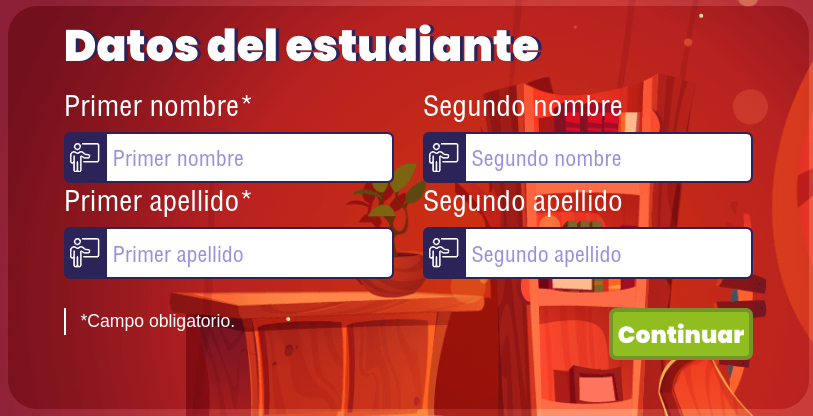 Datos del estudiante
Primer nombre*
Segundo nombre
Primer nombre
Segundo nombre
Primer apellido*
Segundo apellido
Primer apellido
Segundo apellido
*Campo obligatorio.
Continuar